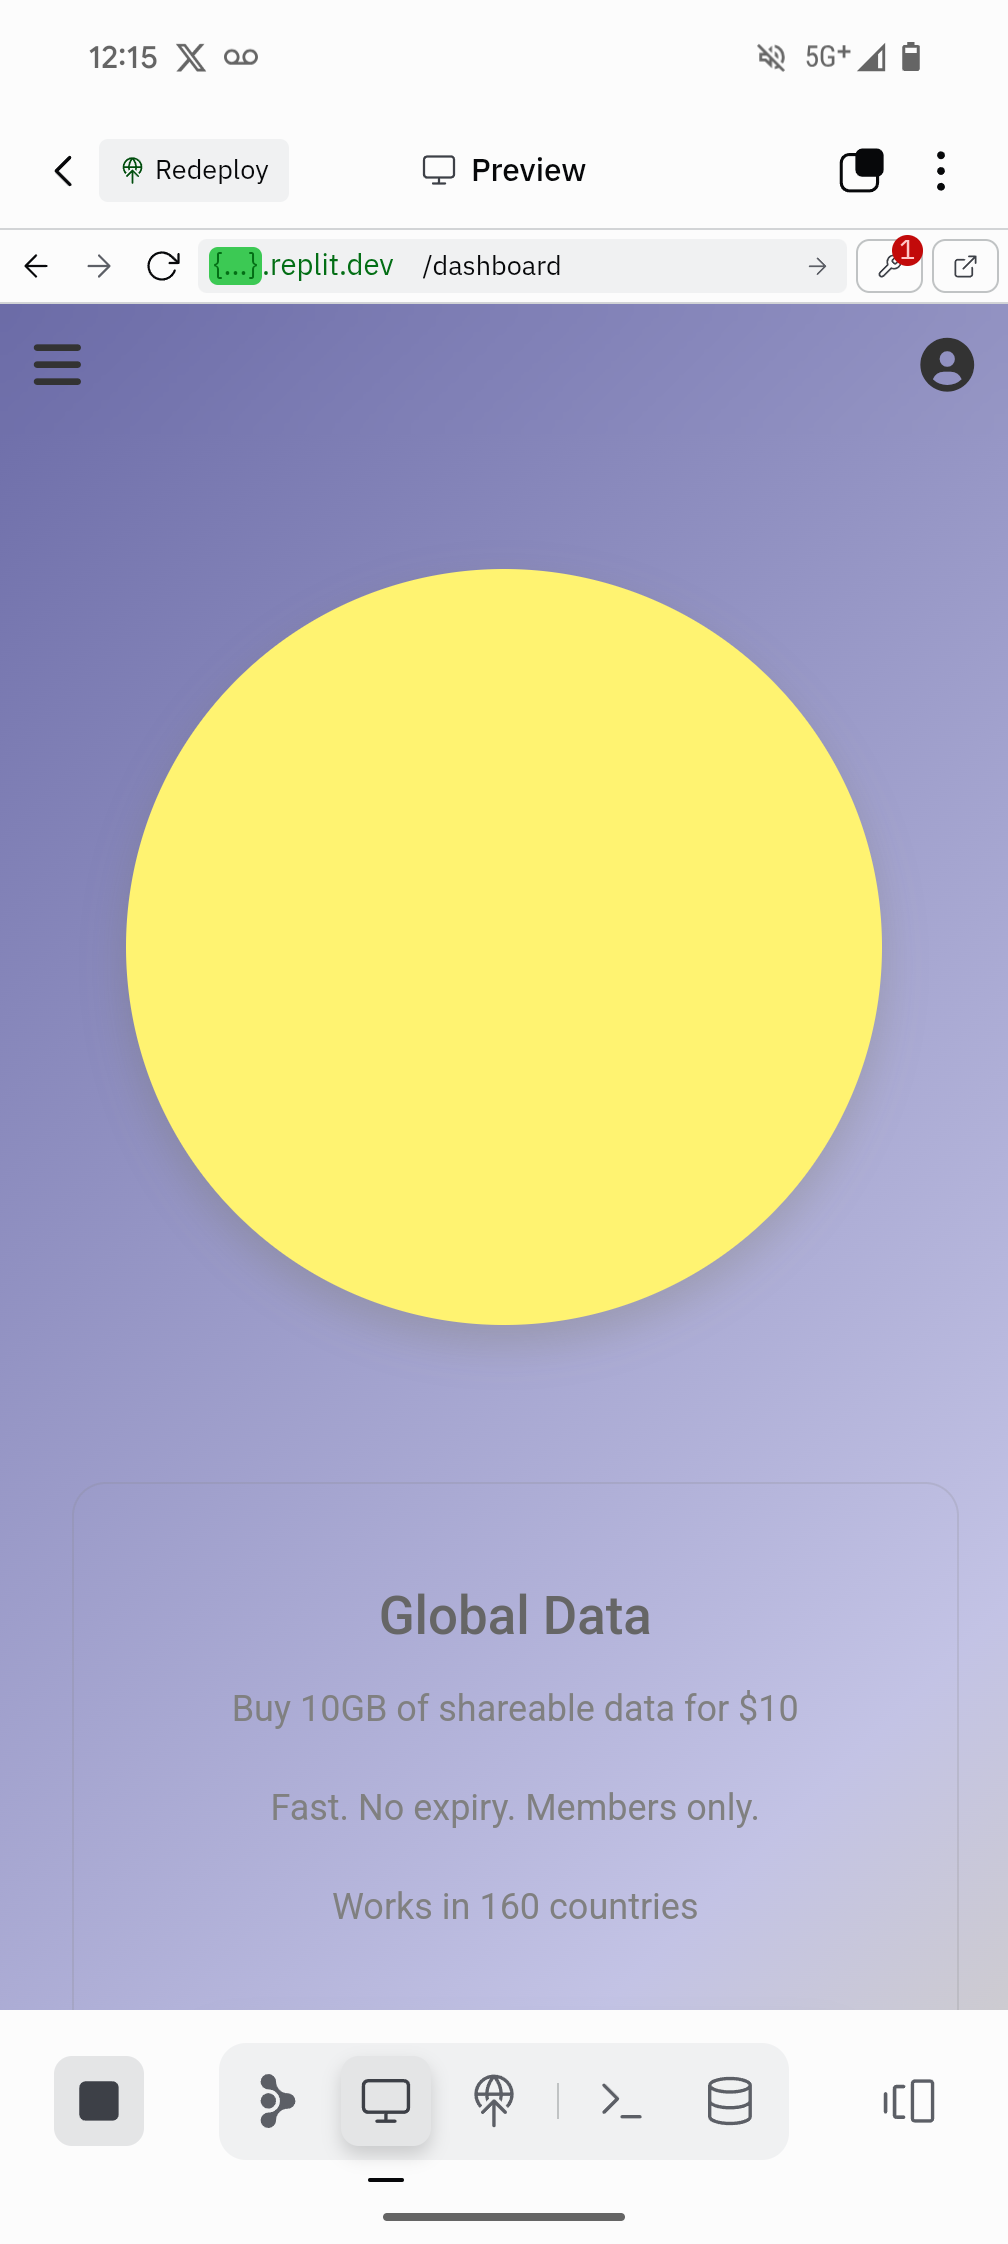 12:15
5G+
Redeploy
Preview
{...}.replit.dev /dashboard
1
Global Data
Buy 10GB of shareable data for $10
Fast. No expiry. Members only.
Works in 160 countries